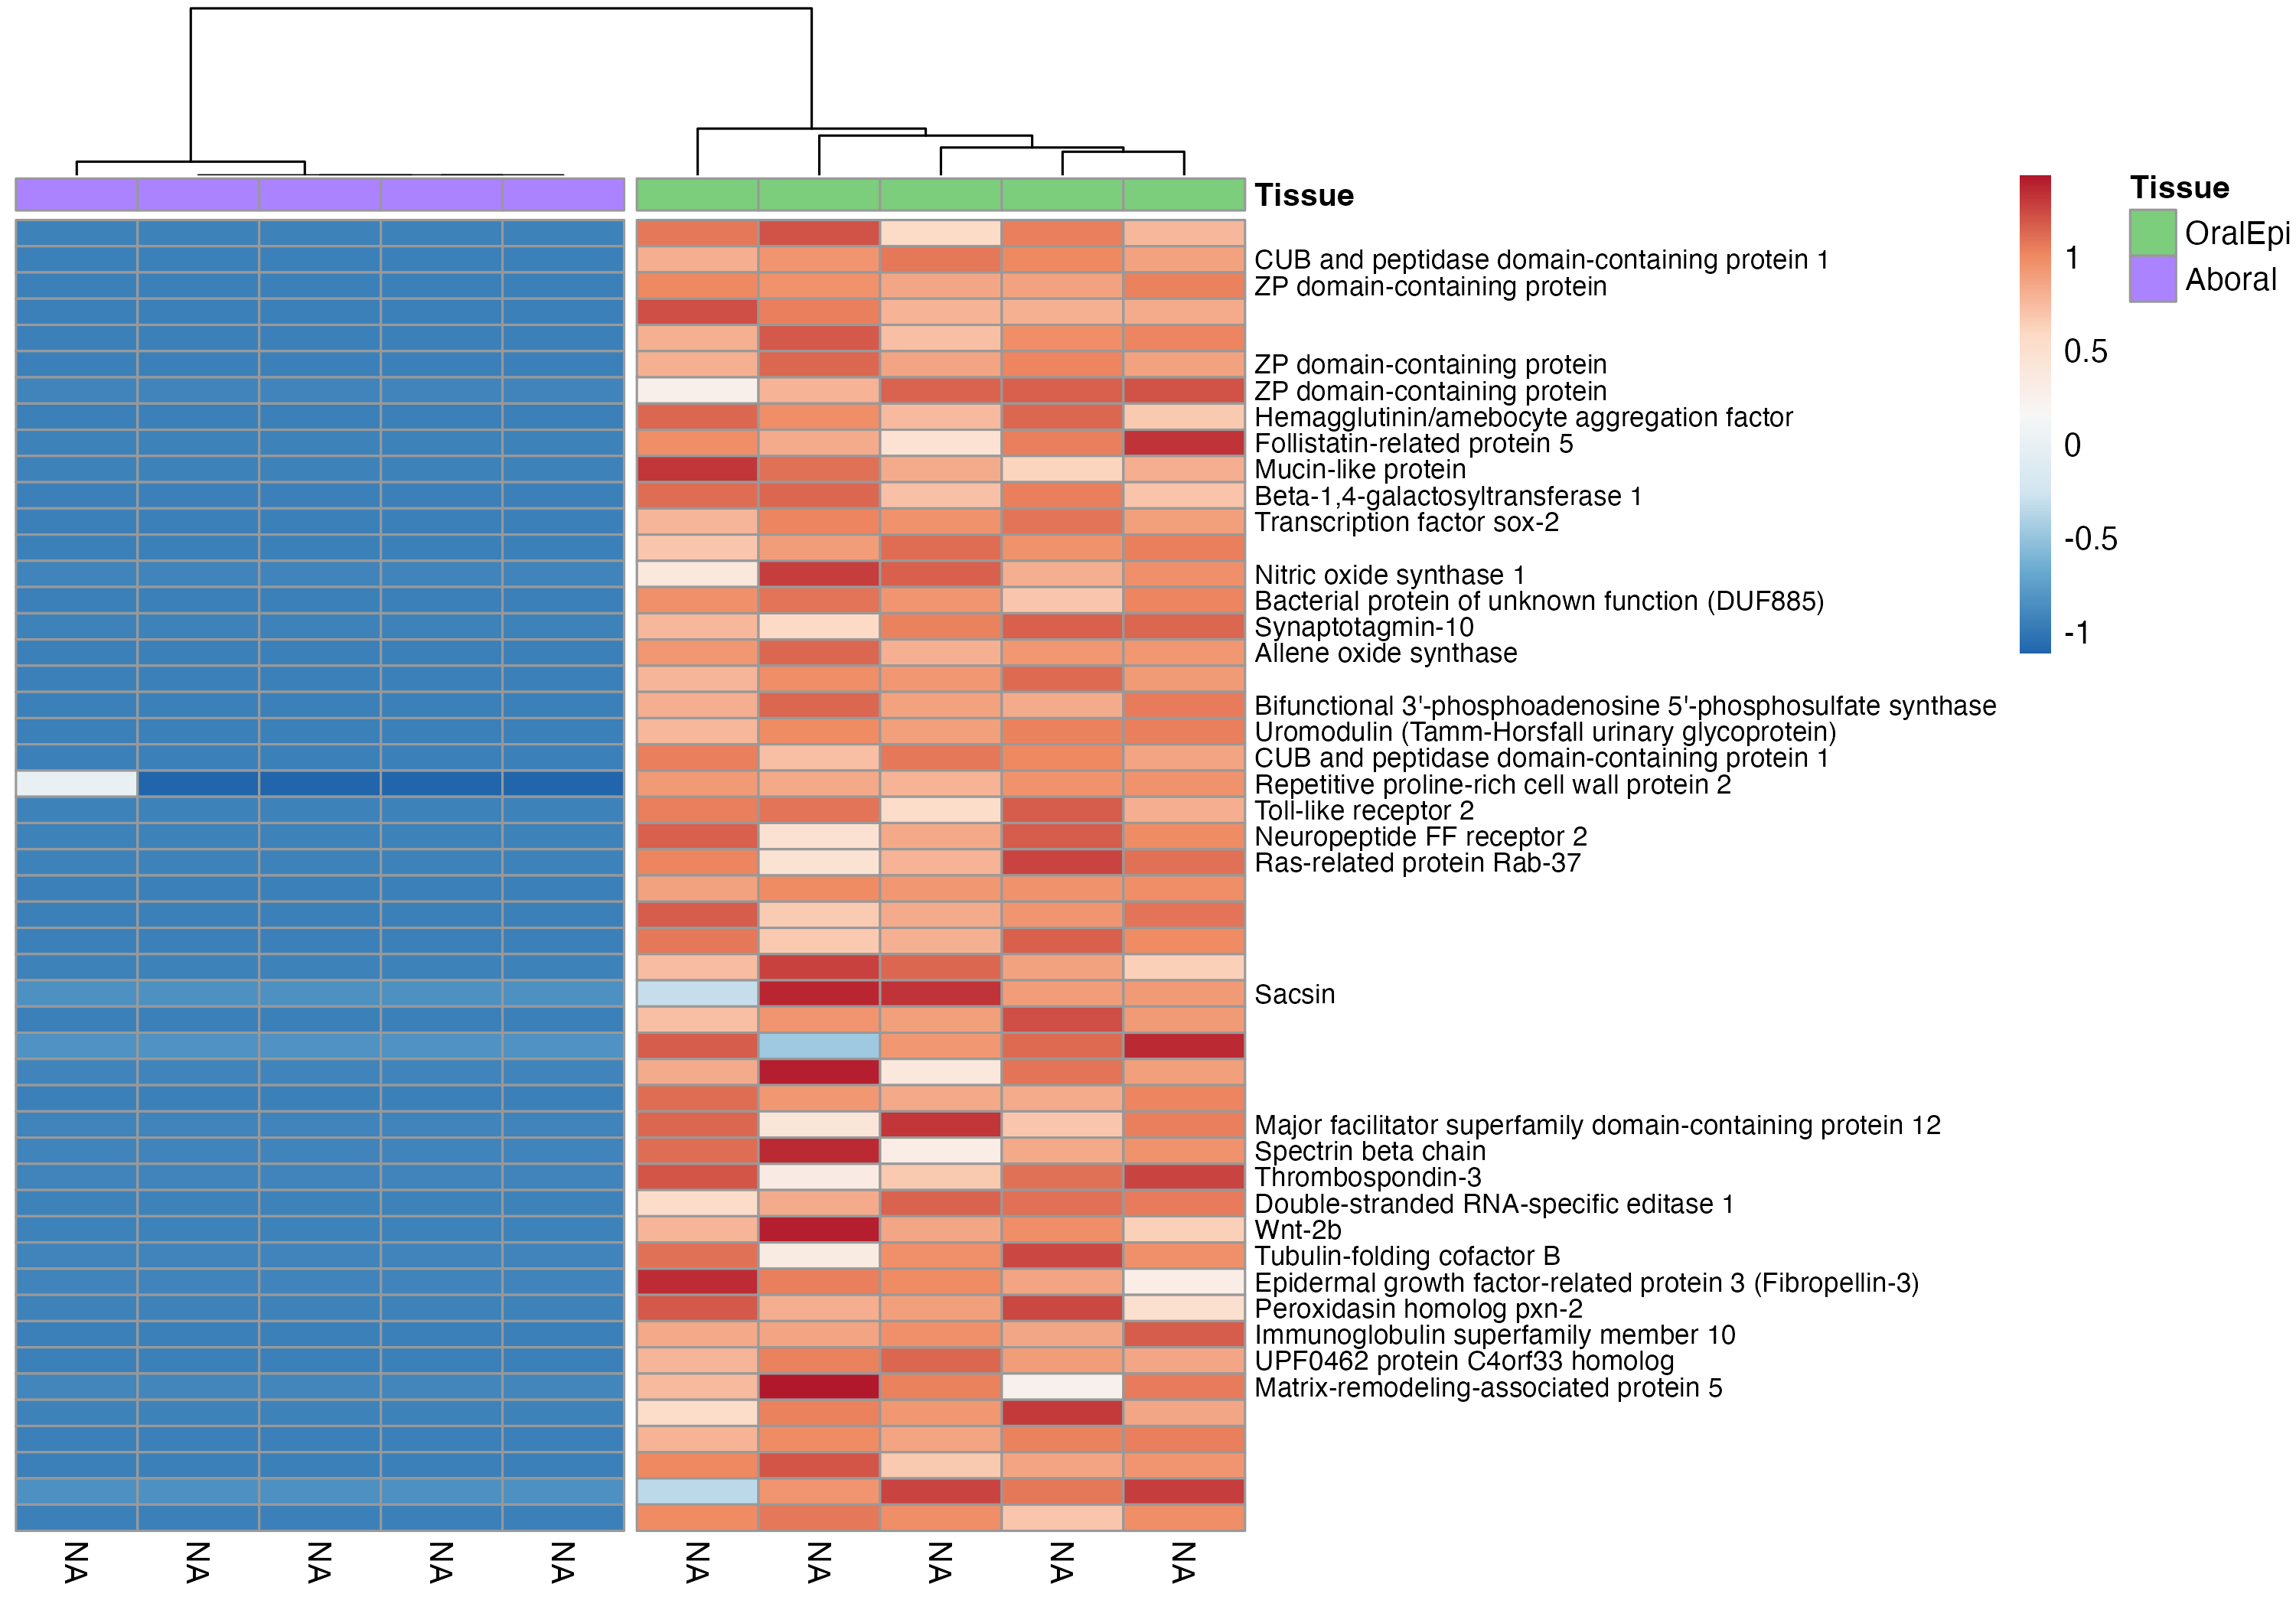 Tissue
CUB and peptidase domain-containing protein 1
ZP domain-containing protein
ZP domain-containing protein
ZP domain-containing protein
Hemagglutinin/amebocyte aggregation factor
Follistatin-related protein 5
Mucin-like protein
Beta-1,4-galactosyltransferase 1
Transcription factor sox-2
Nitric oxide synthase 1
Bacterial protein of unknown function (DUF885)
Synaptotagmin-10
Allene oxide synthase
Bifunctional 3'-phosphoadenosine 5'-phosphosulfate synthase
Uromodulin (Tamm-Horsfall urinary glycoprotein)
CUB and peptidase domain-containing protein 1
Repetitive proline-rich cell wall protein 2
Toll-like receptor 2
Neuropeptide FF receptor 2
Ras-related protein Rab-37
Sacsin
Major facilitator superfamily domain-containing protein 12
Spectrin beta chain
Thrombospondin-3
Double-stranded RNA-specific editase 1
Wnt-2b
Tubulin-folding cofactor B
Epidermal growth factor-related protein 3 (Fibropellin-3)
Peroxidasin homolog pxn-2
Immunoglobulin superfamily member 10
UPF0462 protein C4orf33 homolog
Matrix-remodeling-associated protein 5
NA NA NA NA NA NA NA NA NA NA
1
0.5
0
-0.5
-1
Tissue
OralEpi
Aboral